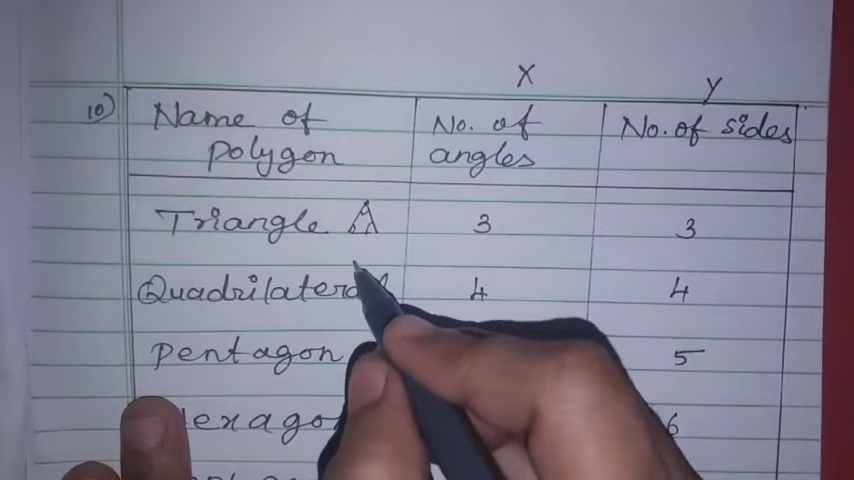 X Y
10) Name of polygon No. of angles No. of sides
Triangle 3 3
Quadrilateral 4 4
Pentagon 5
6